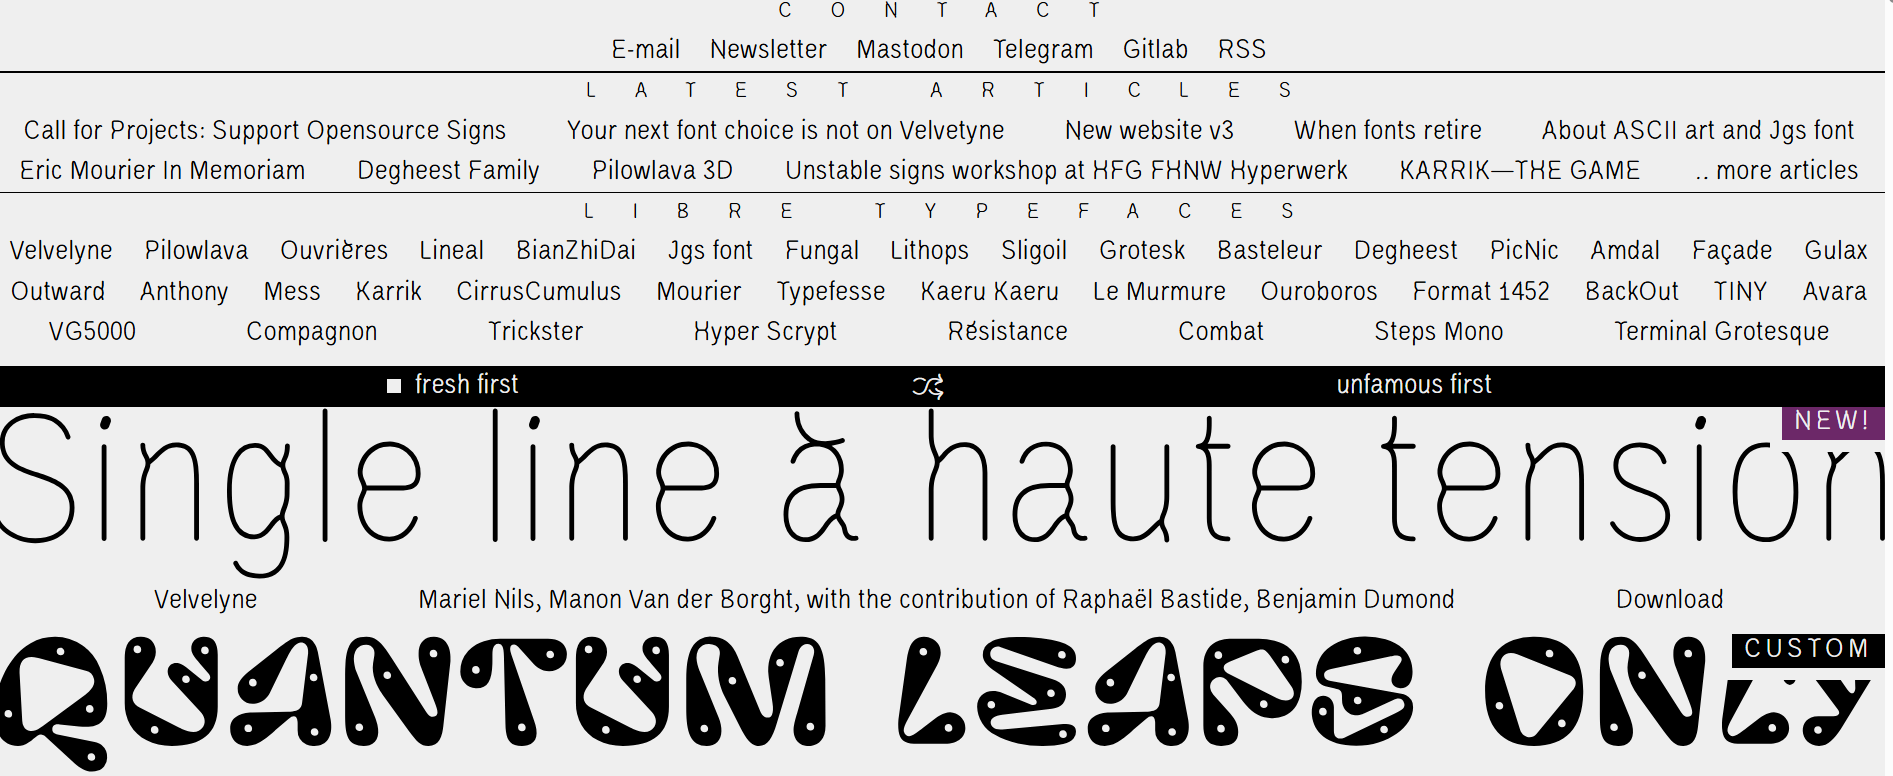 CONTACT
E-mail Newsletter Mastodon Telegram Gitlab RSS
LATEST ARTICLES
Call for Projects: Support Opensource Signs Your next font choice is not on Velvetyne New website v3 When fonts retire About ASCII art and Jgs font
Eric Mourier In Memoriam Degheest Family Pilowlava 3D Unstable signs workshop at HFG FHNW Hyperwerk KARRIK—THE GAME .. more articles
LIBRE TYPEFACES
Velvelyne Pilowlava Ouvrières Lineal BianZhiDai Jgs font Fungal Lithops Sligoil Grotesk Basteleur Degheest PicNic Amdal Façade Gulax
Outward Anthony Mess Karrik CirrusCumulus Mourier Typefesse Kaeru Kaeru Le Murmure Ouroboros Format 1452 BackOut TINY Avara
VG5000 Compagnon Trickster Hyper Scrypt Résistance Combat Steps Mono Terminal Grotesque
fresh first unfamous first
NEW!
Single line à haute tension
Velvelyne Mariel Nils, Manon Van der Borght, with the contribution of Raphaël Bastide, Benjamin Dumond Download
CUSTOM
QUANTUM LEAPS ONLY